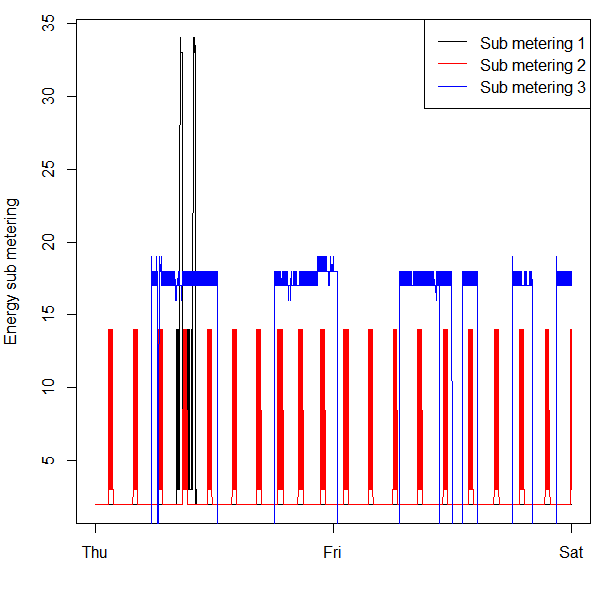 35
30
25
20
15
10
5
Energy sub metering
Sub metering 1
Sub metering 2
Sub metering 3
Thu Fri Sat